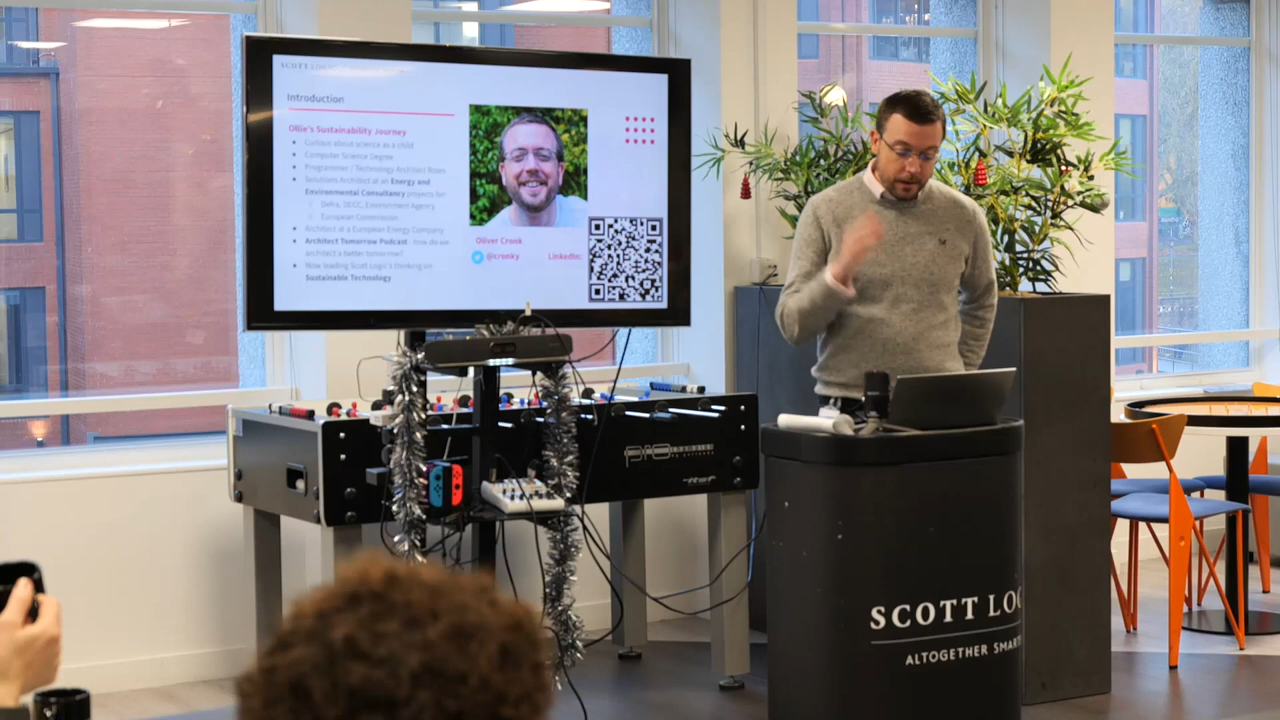 SCOTT LOGIC
Introduction
Ollie's Sustainability Journey
Curious about science as a child
Computer Science Degree
Programmer / Technology Architect Roles
Solutions Architect at an Energy and
Environmental Consultancy projects for:
Defra, DECC, Environment Agency
European Commission
Architect at a European Energy Company
Architect Tomorrow Podcast - how do we
architect a better tomorrow?
Now leading Scott Logic's thinking on
Sustainable Technology
Oliver Cronk
@cronky
LinkedIn:
pro
SCOTT LO
ALTOGETHER SMART